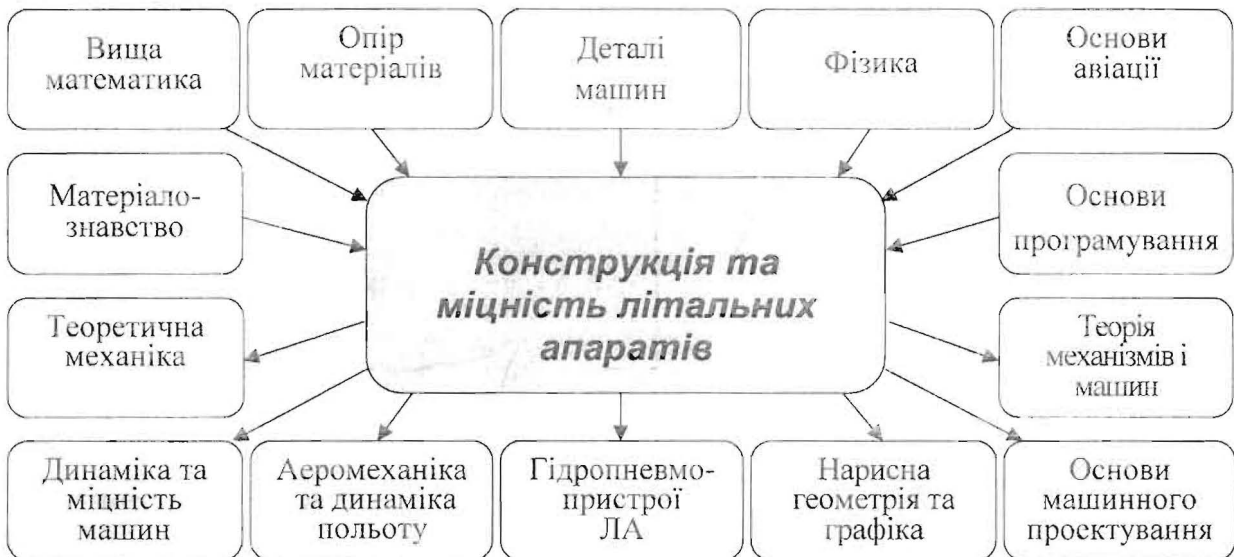 Вища
математика
Опір
матеріалів
Деталі
машин
Фізика
Основи
авіації
Матеріало-
знавство
Основи
програмування
Конструкція та
міцність літальних
апаратів
Теоретична
механіка
Теорія
механізмів і
машин
Динаміка та
міцність
машин
Аеромеханіка
та динаміка
польоту
Гідропневмо-
пристрої
ЛА
Нарисна
геометрія та
графіка
Основи
машинного
проєктування